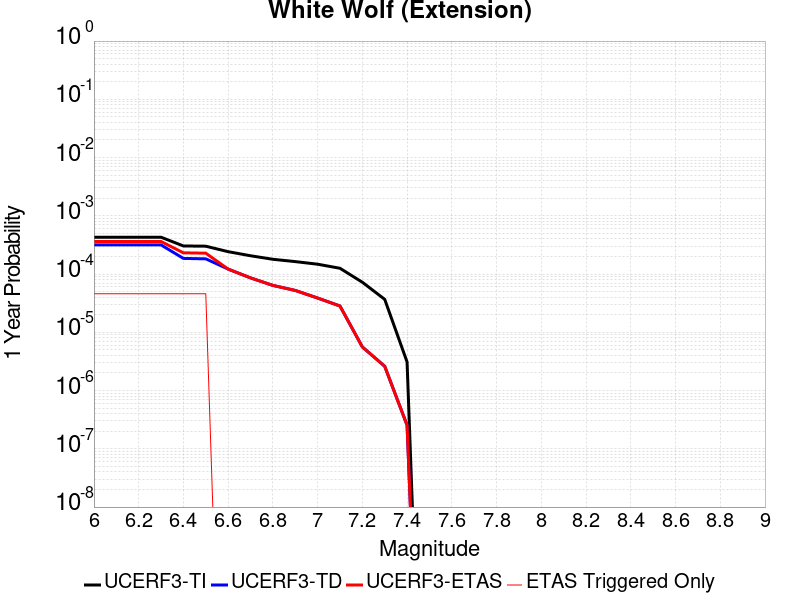 White Wolf (Extension)
1 Year Probability
10^0
10^-1
10^-2
10^-3
10^-4
10^-5
10^-6
10^-7
10^-8
6 6.2 6.4 6.6 6.8 7 7.2 7.4 7.6 7.8 8 8.2 8.4 8.6 8.8 9
Magnitude
UCERF3-TI UCERF3-TD UCERF3-ETAS ETAS Triggered Only